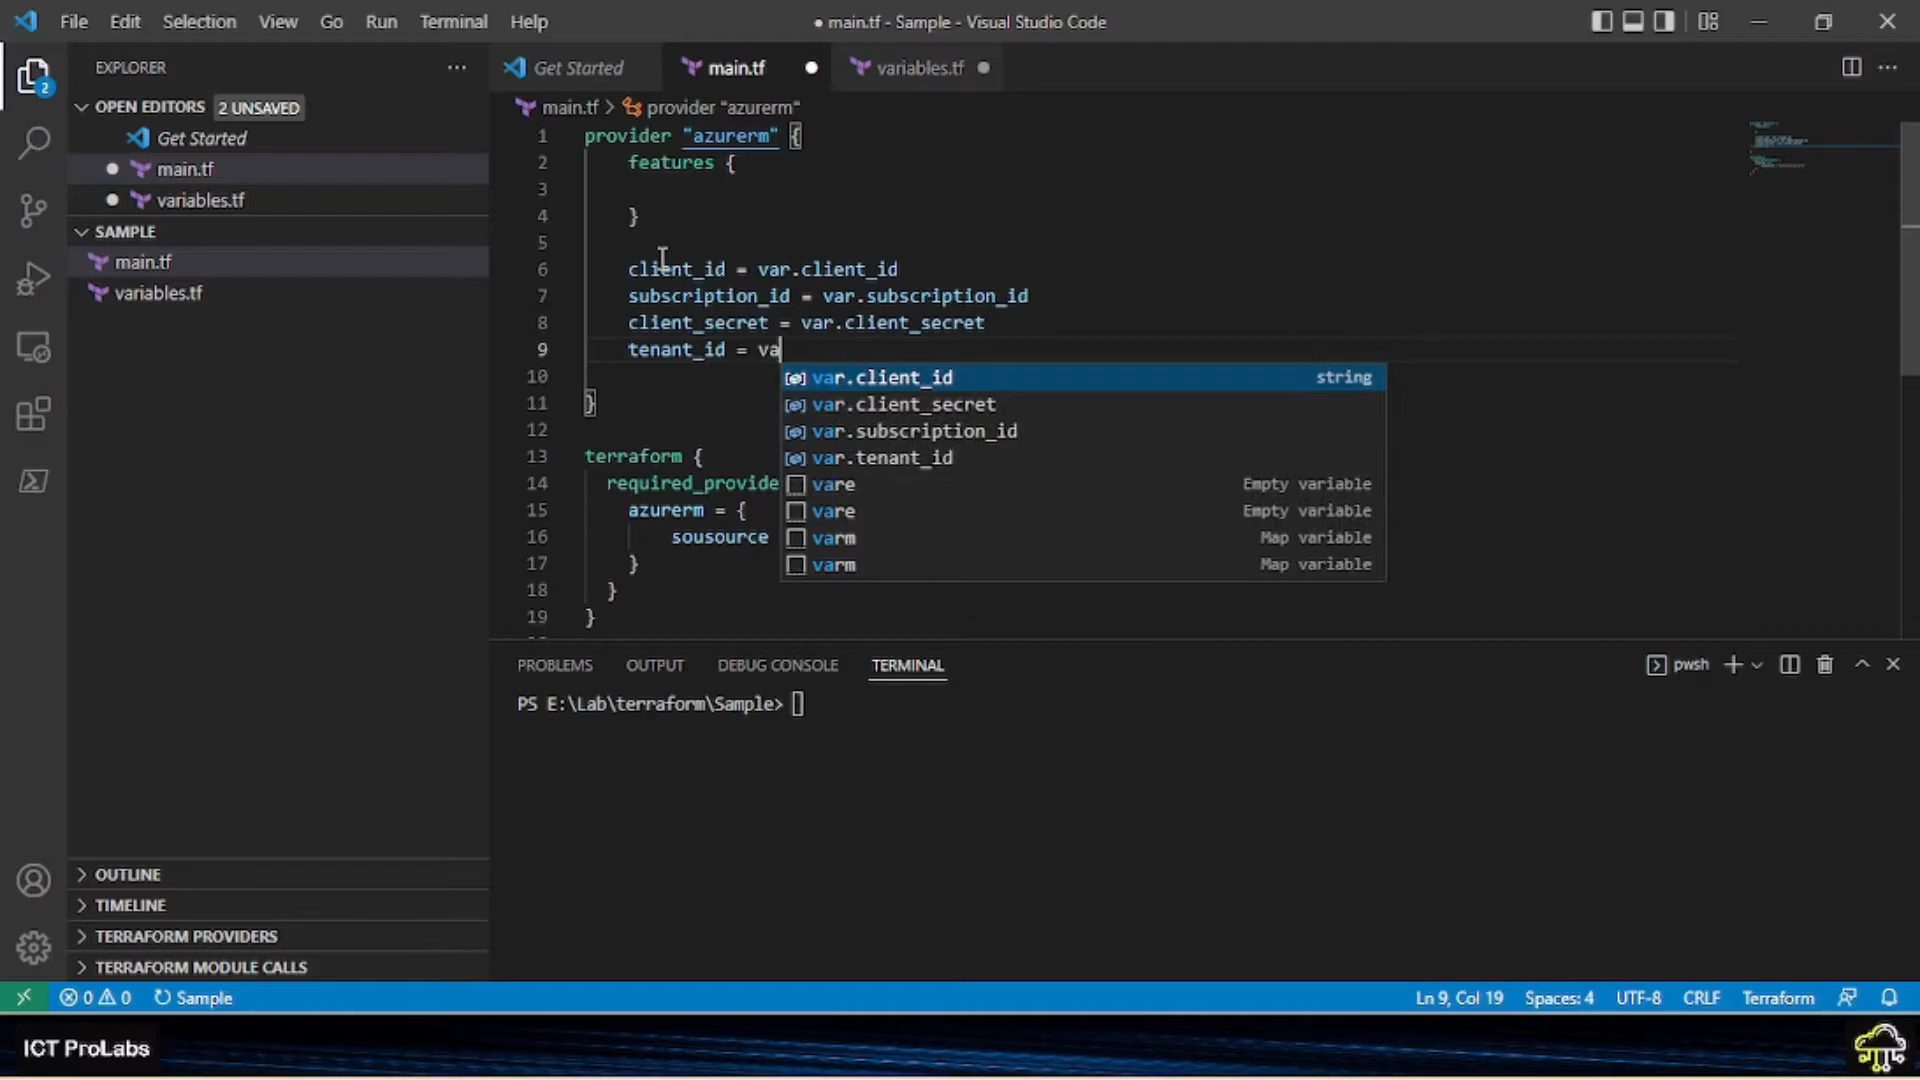 File Edit Selection View Go Run Terminal Help
● main.tf - Sample - Visual Studio Code
EXPLORER
2
OPEN EDITORS 2 UNSAVED
Get Started
main.tf
variables.tf
SAMPLE
main.tf
variables.tf
OUTLINE
TIMELINE
TERRAFORM PROVIDERS
TERRAFORM MODULE CALLS
Get Started main.tf variables.tf
main.tf > provider "azurerm"
1 provider "azurerm" {
2 features {
3
4 }
5
6 client_id = var.client_id
7 subscription_id = var.subscription_id
8 client_secret = var.client_secret
9 tenant_id = va
10
11 }
12
13 terraform {
14 required_provide
15 azurerm = {
16 sousource
17 }
18 }
19 }
var.client_id string
var.client_secret
var.subscription_id
var.tenant_id
vare Empty variable
vare Empty variable
varm Map variable
varm Map variable
PROBLEMS OUTPUT DEBUG CONSOLE TERMINAL
pwsh
PS E:\Lab\terraform\Sample>
0 0 Sample
Ln 9, Col 19 Spaces: 4 UTF-8 CRLF Terraform
ICT ProLabs